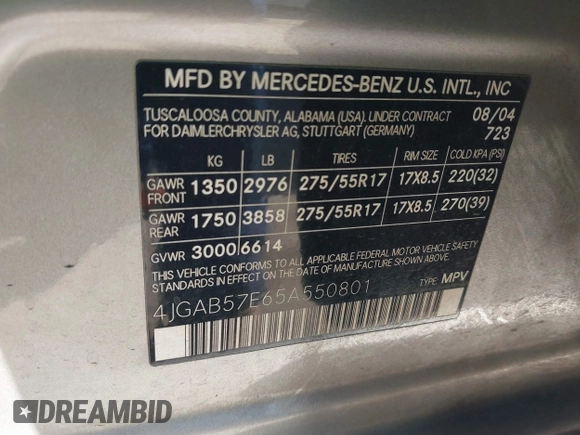 MFD BY MERCEDES-BENZ U.S. INTL., INC
TUSCALOOSA COUNTY, ALABAMA (USA). UNDER CONTRACT 08/04
FOR DAIMLERCHRYSLER AG, STUTTGART (GERMANY) 723
KG LB TIRES RIM SIZE COLD KPA (PSI)
GAWR FRONT 1350 2976 275/55R17 17X8.5 220(32)
GAWR REAR 1750 3858 275/55R17 17X8.5 270(39)
GVWR 3000 6614
THIS VEHICLE CONFORMS TO ALL APPLICABLE FEDERAL MOTOR VEHICLE SAFETY
STANDARDS IN EFFECT ON THE DATE OF MANUFACTURE SHOWN ABOVE.
4JGAB57E65A550801 TYPE: MPV
DREAMBID